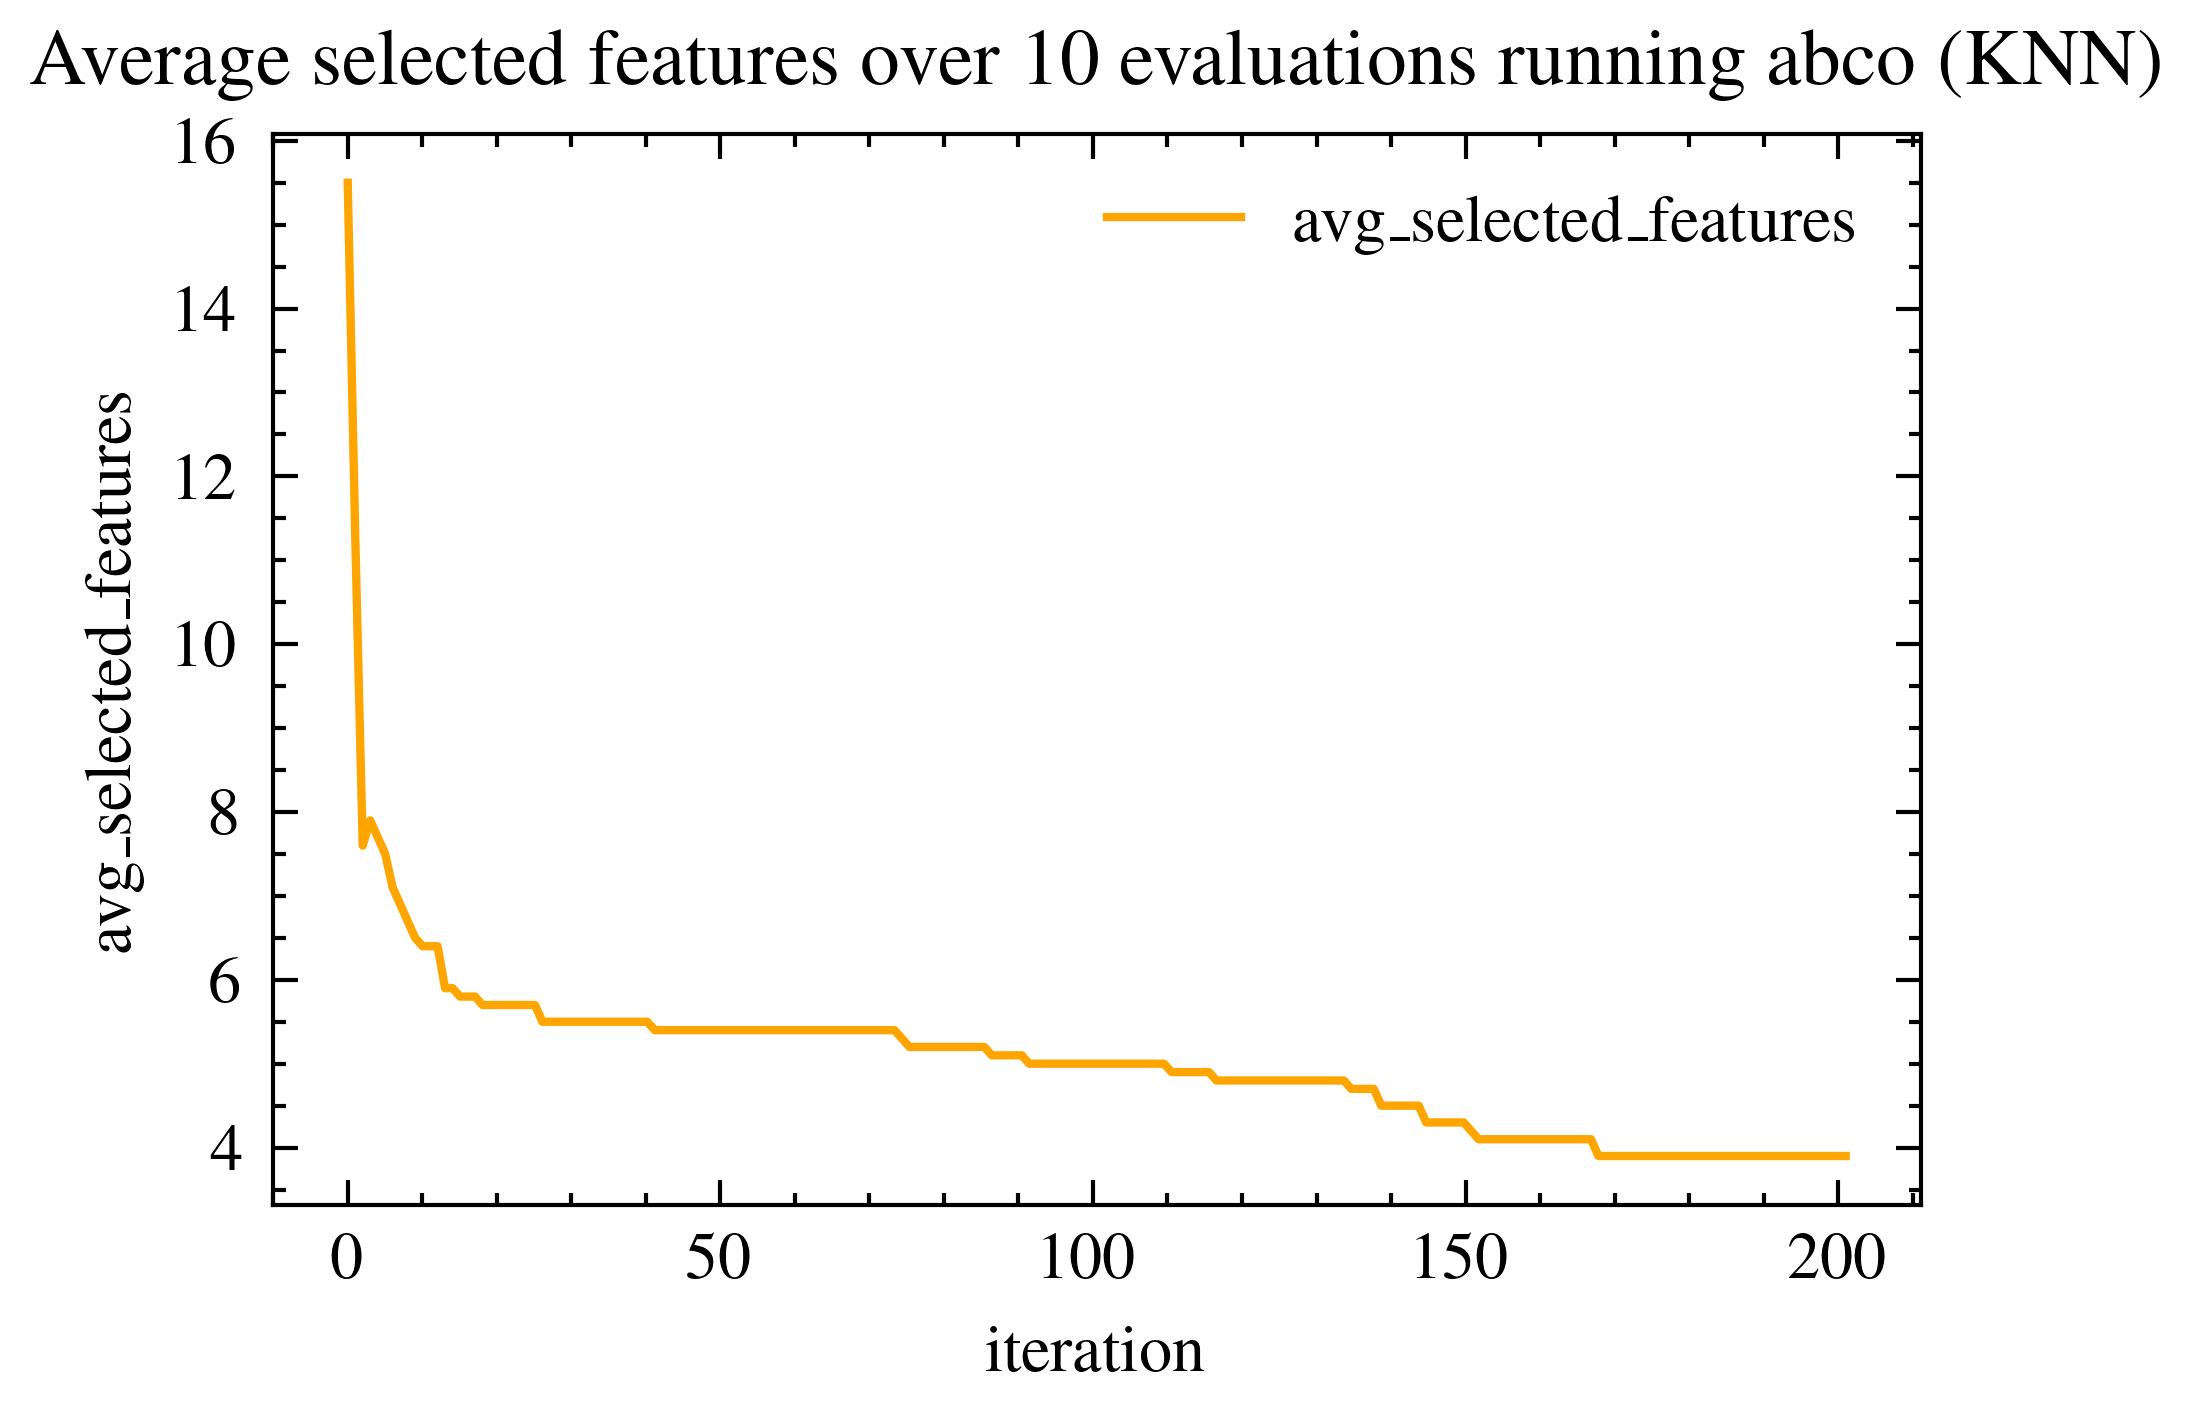 Average selected features over 10 evaluations running abco (KNN)
16
14
12
10
8
6
4
avg_selected_features
avg_selected_features
0 50 100 150 200
iteration